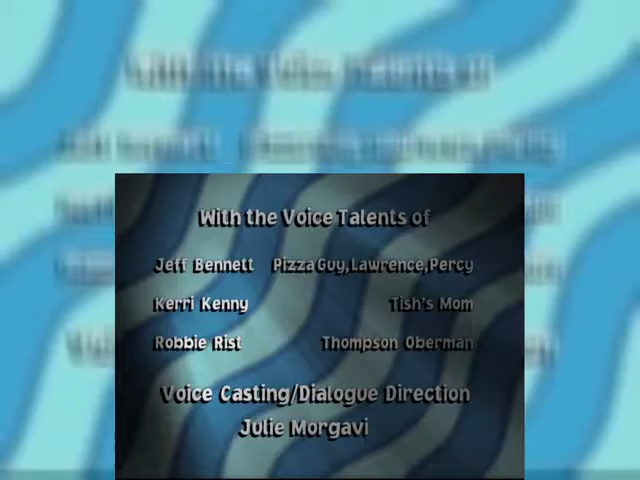 With the Voice Talents of
Jeff Bennett Pizza Guy, Lawrence, Percy
Kerri Kenny Tish's Mom
Robbie Rist Thompson Oberman
Voice Casting/Dialogue Direction
Julie Morgavi